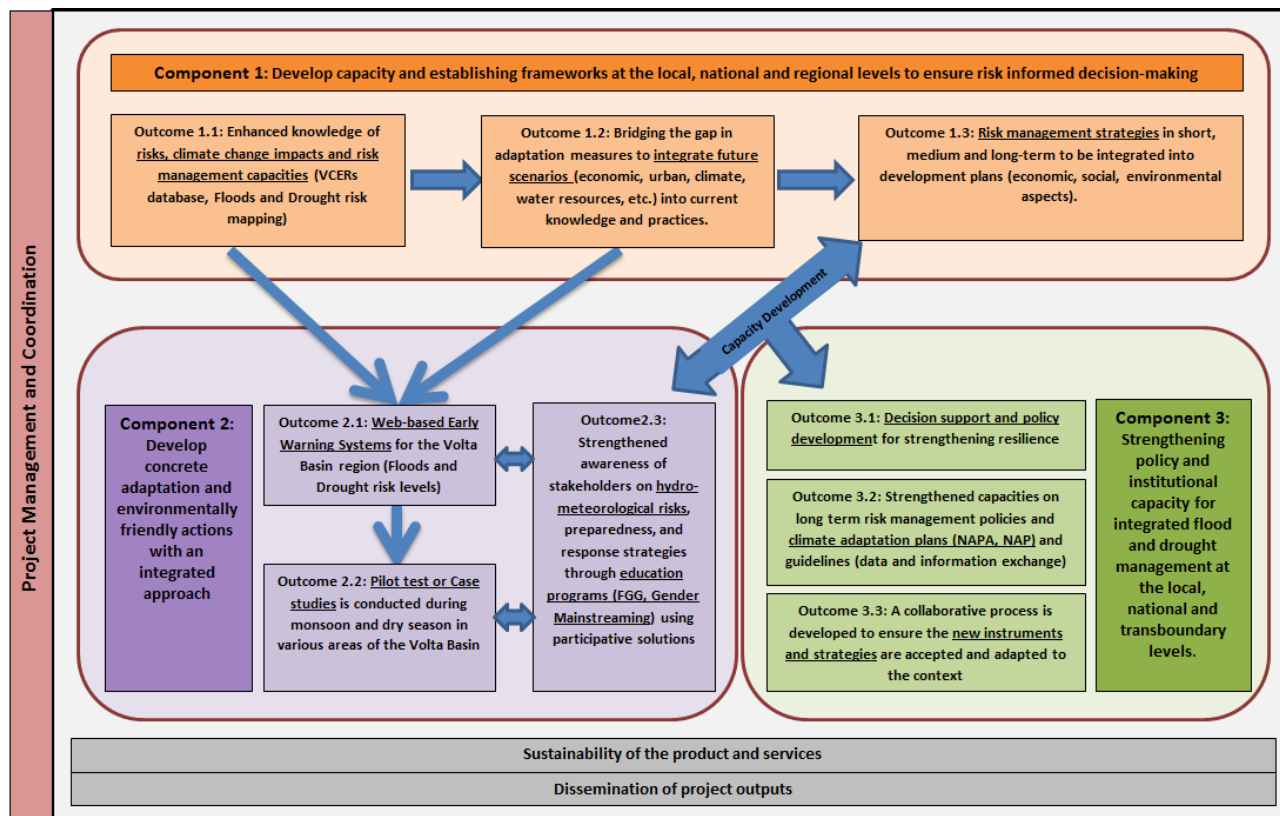 Project Management and Coordination
Component 1: Develop capacity and establishing frameworks at the local, national and regional levels to ensure risk informed decision-making
Outcome 1.1: Enhanced knowledge of
risks, climate change impacts and risk
management capacities (VCERs
database, Floods and Drought risk
mapping)
Outcome 1.2: Bridging the gap in
adaptation measures to integrate future
scenarios (economic, urban, climate,
water resources, etc.) into current
knowledge and practices.
Outcome 1.3: Risk management strategies in short,
medium and long-term to be integrated into
development plans (economic, social, environmental
aspects).
Capacity Development
Component 2:
Develop
concrete
adaptation and
environmentally
friendly actions
with an
integrated
approach
Outcome 2.1: Web-based Early
Warning Systems for the Volta
Basin region (Floods and
Drought risk levels)
Outcome 2.2: Pilot test or Case
studies is conducted during
monsoon and dry season in
various areas of the Volta Basin
Outcome2.3:
Strengthened
awareness of
stakeholders on hydro-
meteorological risks,
preparedness, and
response strategies
through education
programs (FGG, Gender
Mainstreaming) using
participative solutions
Outcome 3.1: Decision support and policy
development for strengthening resilience
Outcome 3.2: Strengthened capacities on
long term risk management policies and
climate adaptation plans (NAPA, NAP) and
guidelines (data and information exchange)
Outcome 3.3: A collaborative process is
developed to ensure the new instruments
and strategies are accepted and adapted to
the context
Component 3:
Strengthening
policy and
institutional
capacity for
integrated flood
and drought
management at
the local,
national and
transboundary
levels.
Sustainability of the product and services
Dissemination of project outputs